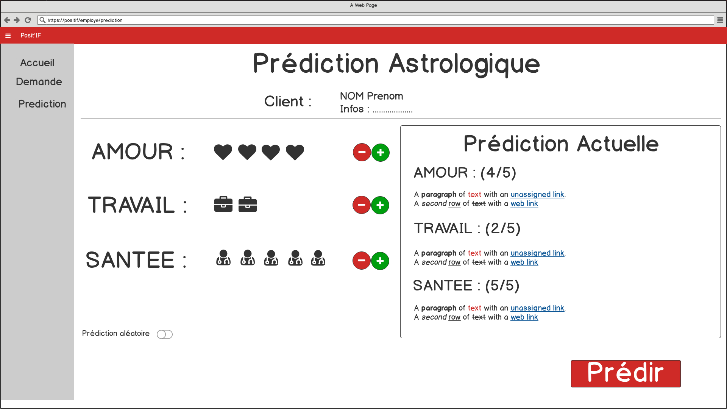 A Web Page
https://positif/employe/prediction
Posit'IF
Accueil
Demande
Prediction
Prédiction Astrologique
Client :
NOM Prenom
Infos : ...................
AMOUR :
TRAVAIL :
SANTEE :
Prédiction aléatoire
Prédiction Actuelle
AMOUR : (4/5)
A paragraph of text with an unassigned link.
A second row of text with a web link
TRAVAIL : (2/5)
A paragraph of text with an unassigned link.
A second row of text with a web link
SANTEE : (5/5)
A paragraph of text with an unassigned link.
A second row of text with a web link
Prédir